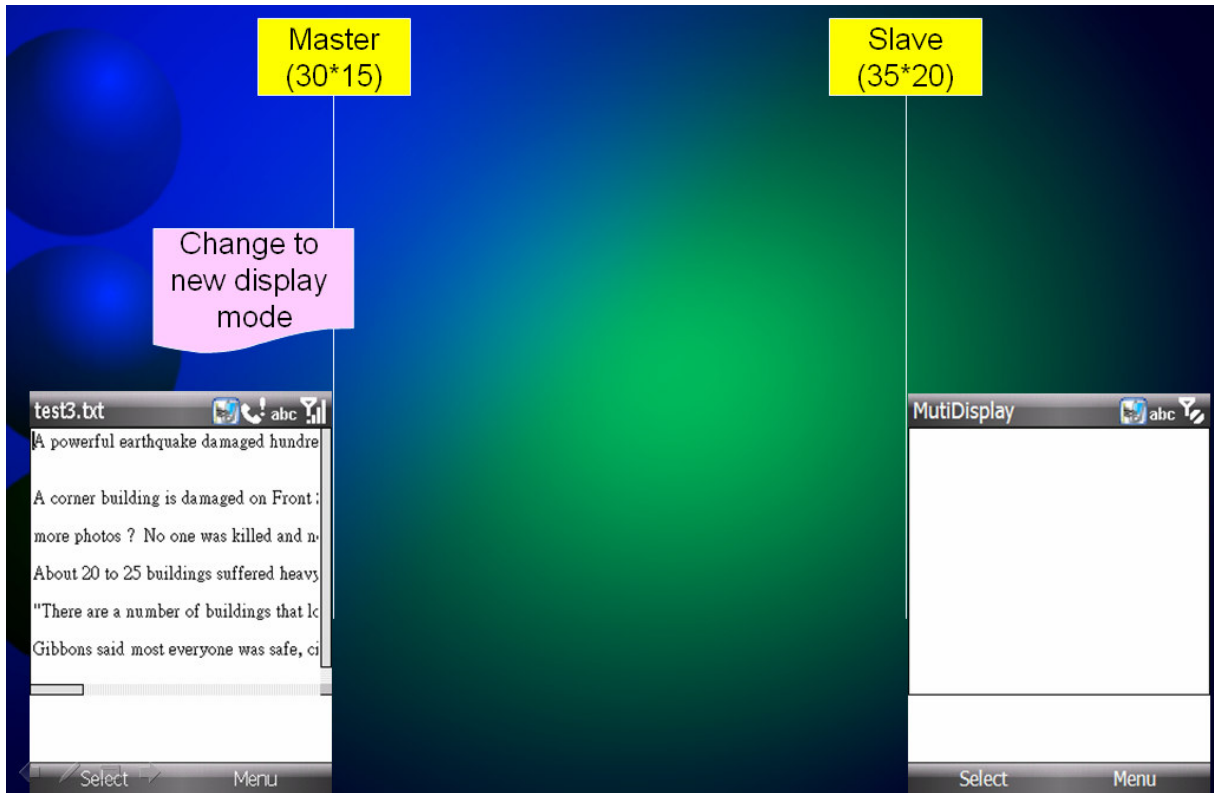 Master
(30*15)
Slave
(35*20)
Change to
new display
mode
test3.txt
abc
A powerful earthquake damaged hundre
A corner building is damaged on Front
more photos ? No one was killed and
About 20 to 25 buildings suffered heavy
"There are a number of buildings that
Gibbons said most everyone was safe,
Select Menu
MutiDisplay
abc
Select Menu